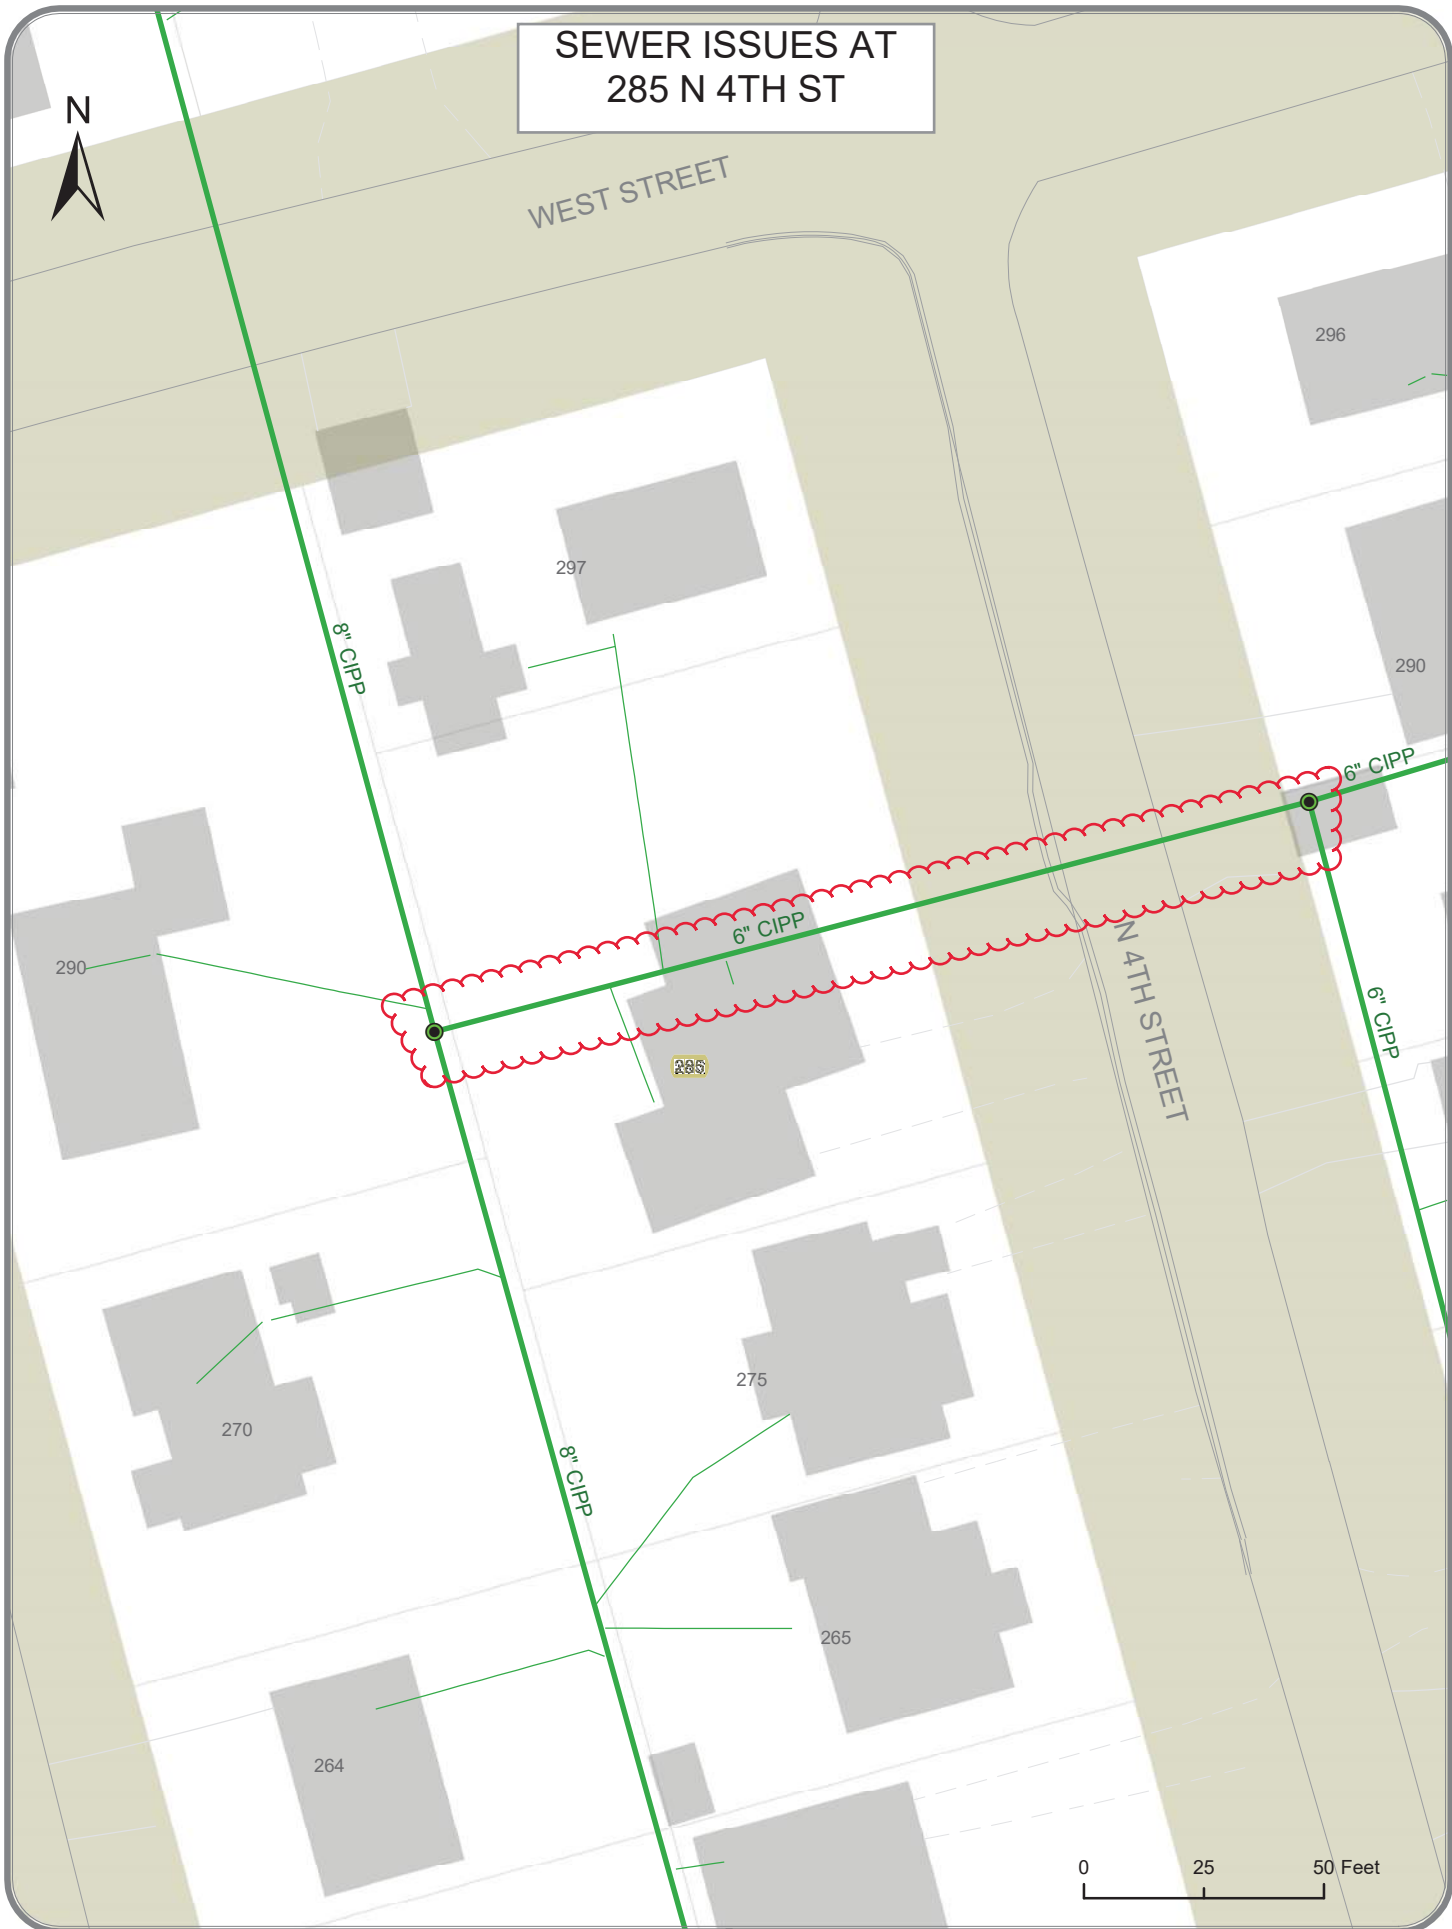 SEWER ISSUES AT
285 N 4TH ST
N
WEST STREET
296
297
8" CIPP
290
6" CIPP
6" CIPP
290
N 4TH STREET
6" CIPP
275
270
8" CIPP
265
264
0 25 50 Feet